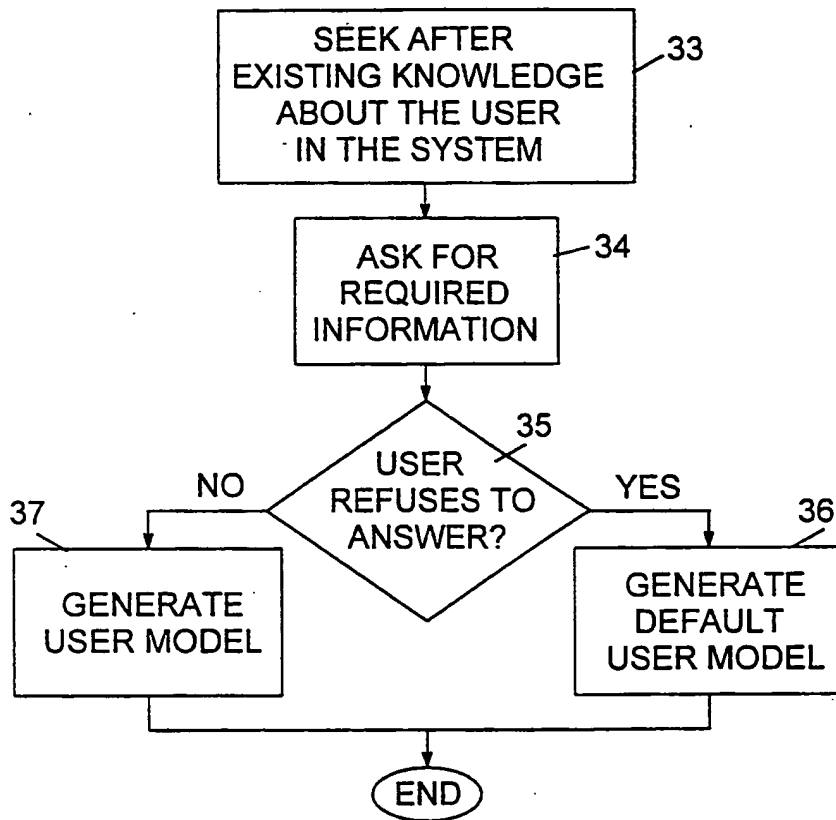 SEEK AFTER
EXISTING KNOWLEDGE
ABOUT THE USER
IN THE SYSTEM
33
ASK FOR
REQUIRED
INFORMATION
34
USER
REFUSES TO
ANSWER?
35
NO
YES
37
GENERATE
USER MODEL
36
GENERATE
DEFAULT
USER MODEL
END